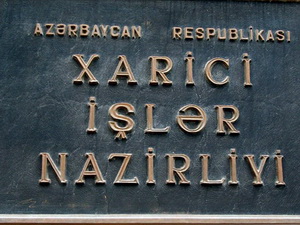 AZƏRBAYCAN RESPUBLİKASI
XARİCİ
İŞLƏR
NAZİRLİYİ